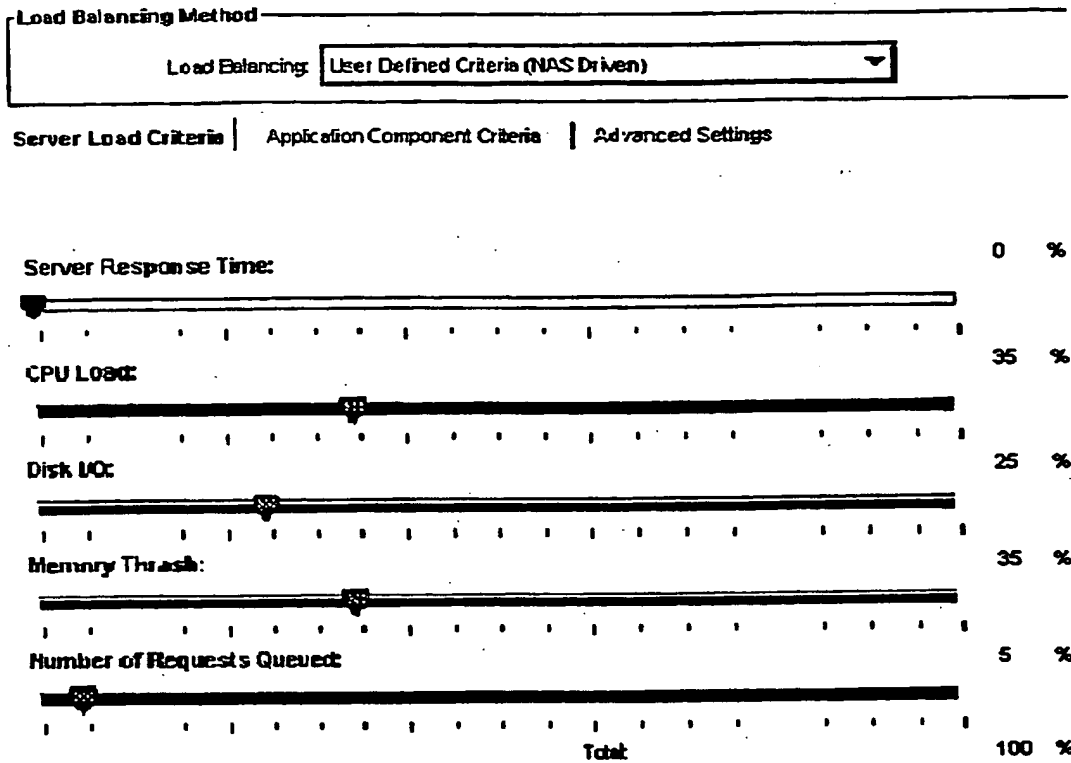 Load Balancing Method
Load Balancing: User Defined Criteria (NAS Driven)
Server Load Criteria | Application Component Criteria | Advanced Settings
0 %
Server Response Time:
35 %
CPU Load:
25 %
Disk I/O:
35 %
Memory Thrash:
5 %
Number of Requests Queued:
Total:
100 %